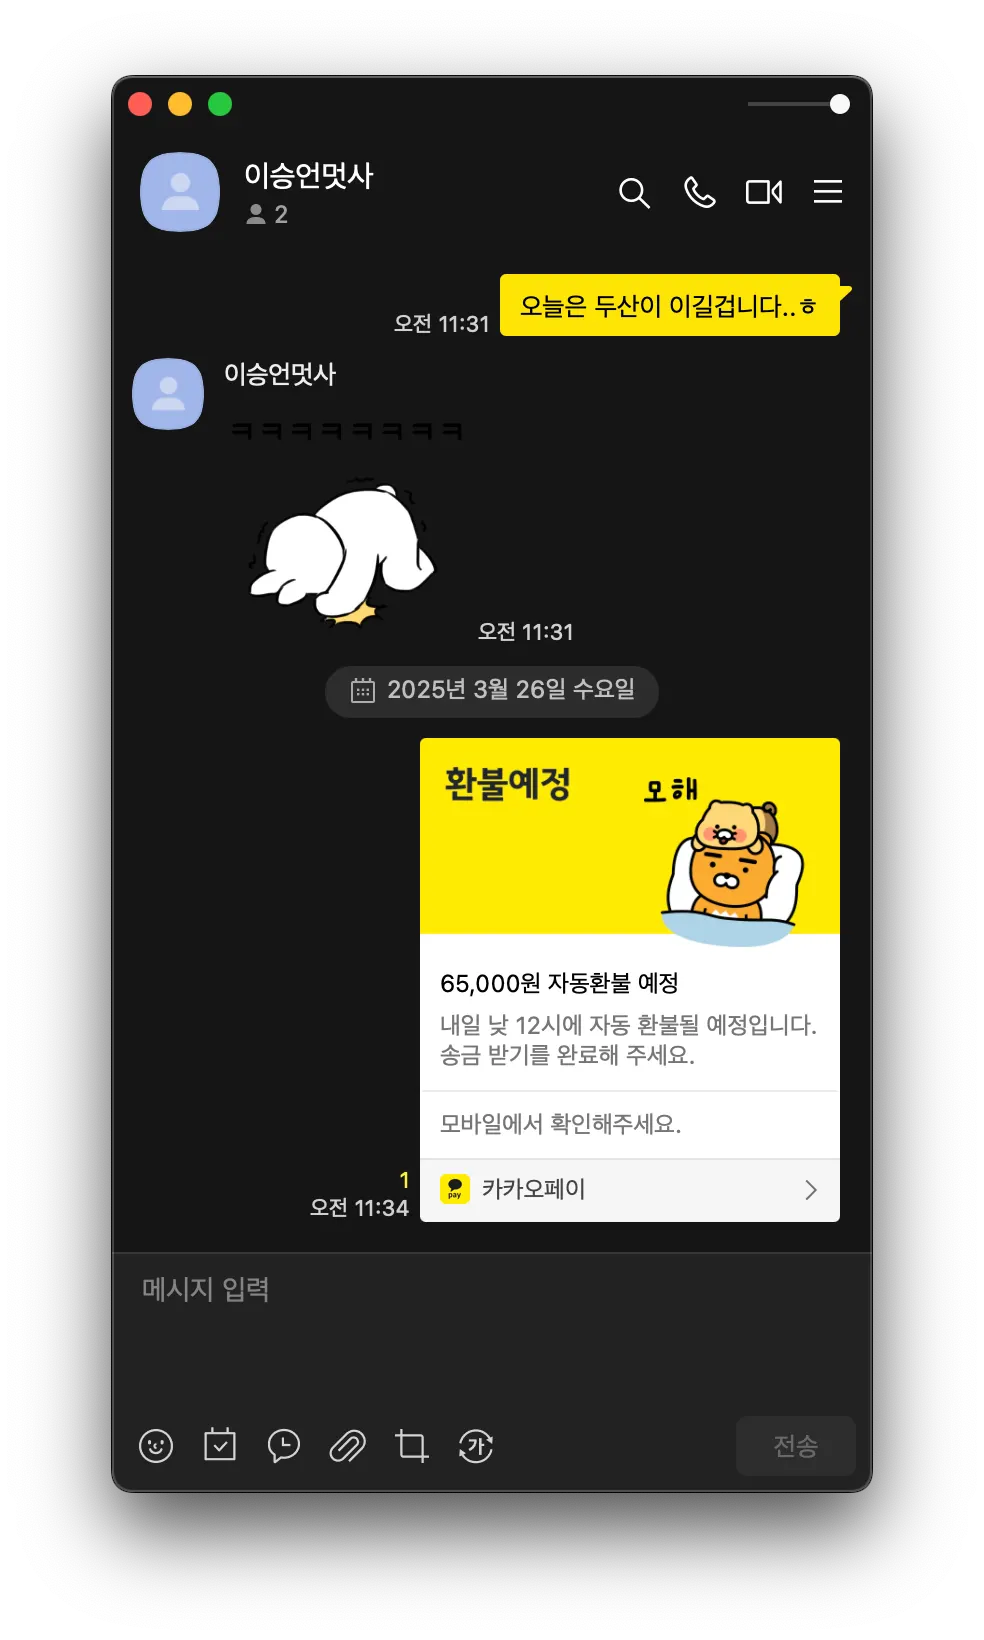 이승언멋사
2
오늘은 두산이 이길겁니다..ㅎ
오전 11:31
이승언멋사
ㅋㅋㅋㅋㅋㅋㅋㅋ
오전 11:31
2025년 3월 26일 수요일
환불예정
모해
65,000원 자동환불 예정
내일 낮 12시에 자동 환불될 예정입니다.
송금 받기를 완료해 주세요.
모바일에서 확인해주세요.
pay 카카오페이
1
오전 11:34
메시지 입력
가
전송